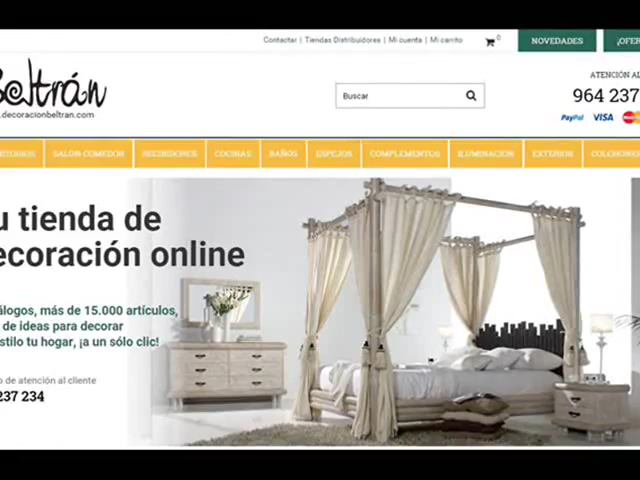 Contactar | Tiendas Distribuidores | Mi cuenta | Mi carrito 0 NOVEDADES ¡OFER
Beltrán
.decoracionbeltran.com
Buscar
ATENCIÓN AL
964 237
PayPal VISA
SALÓN-COMEDOR RECIBIDORES COCINAS BAÑOS ESPEJOS COMPLEMENTOS ILUMINACIÓN EXTERIOR COLCHONES
u tienda de
ecoración online
álogos, más de 15.000 artículos,
de ideas para decorar
estilo tu hogar, ¡a un sólo clic!
o de atención al cliente
237 234